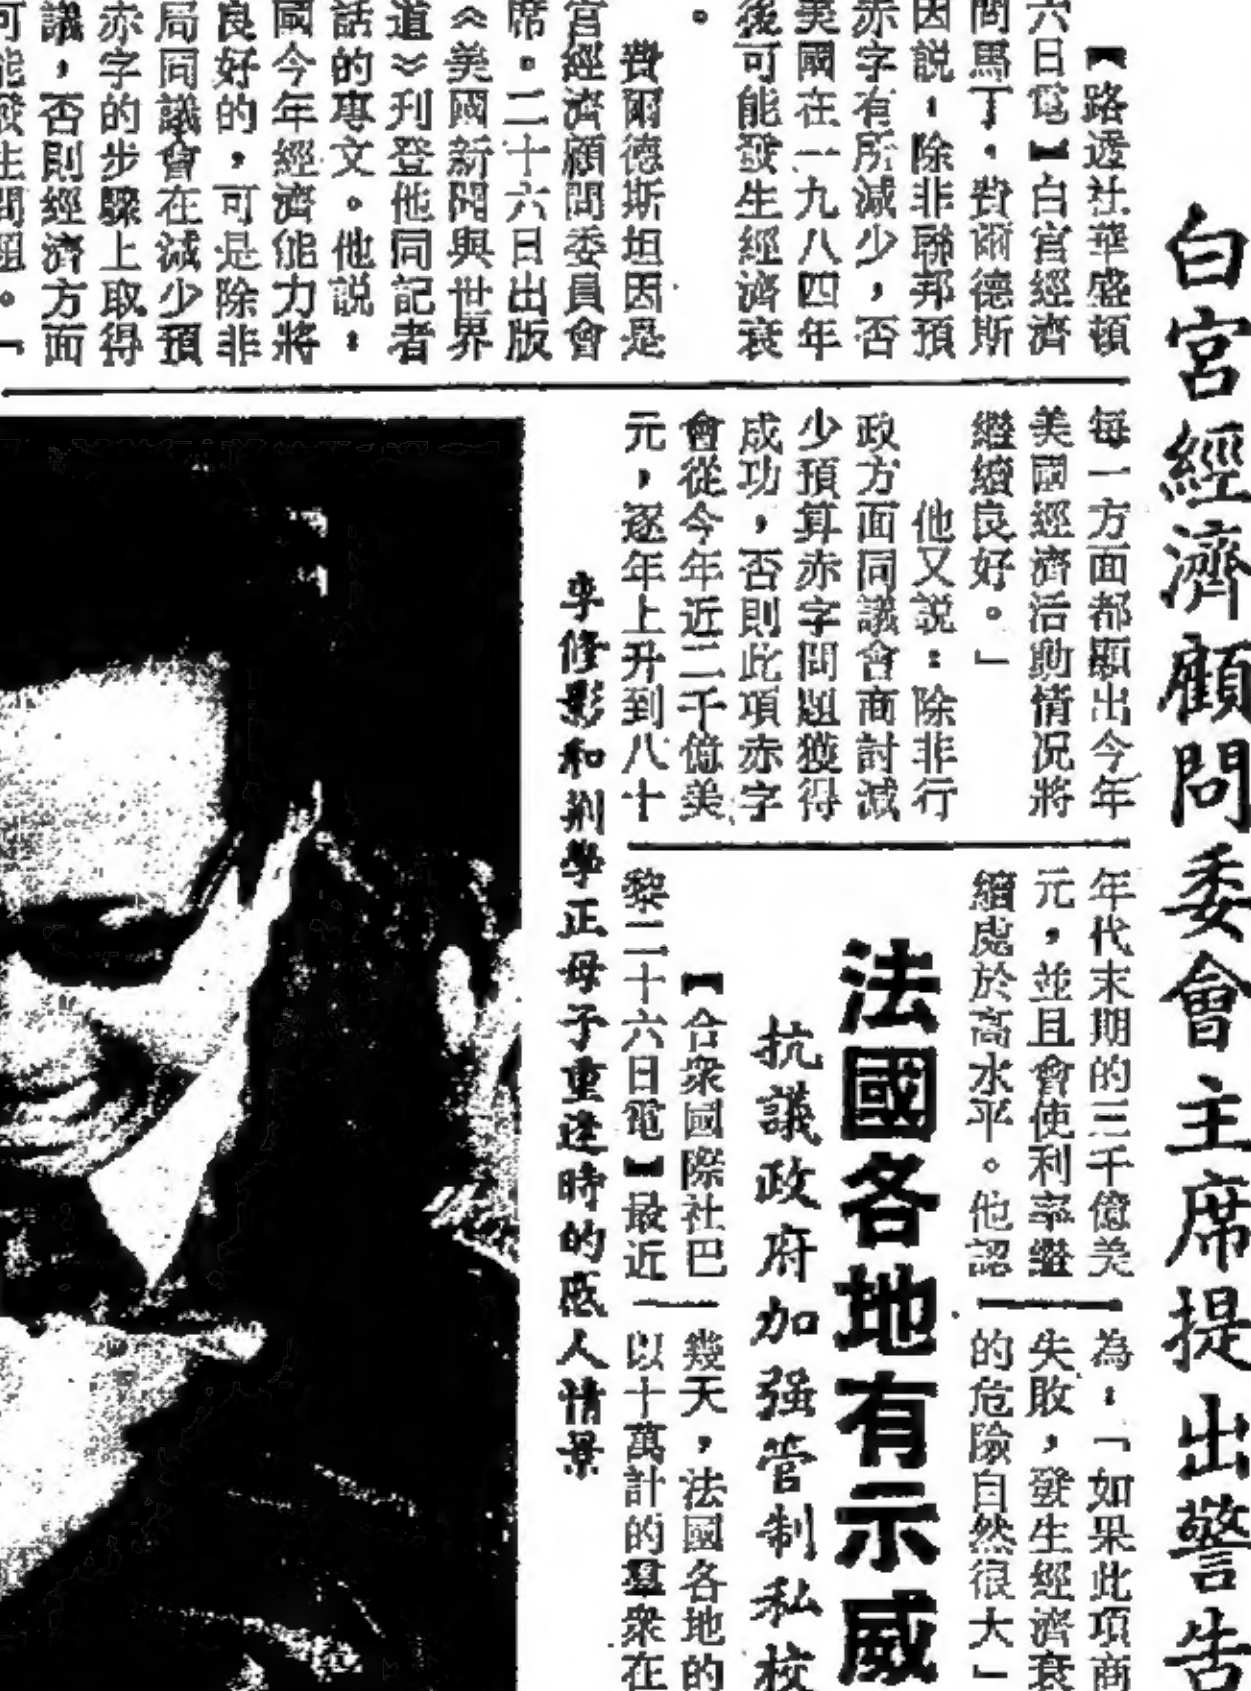 白宮經濟顧問委會主席提出警告
【路透社華盛頓
六日電】白宮經濟
問馬丁·費爾德斯
因説,除非聯邦預
赤字有所減少,否
美國在一九八四年
後可能發生經濟衰
。
費爾德斯坦因是
宮經濟顧問委員會
席。二十六日出版
《美國新聞與世界
道》刊登他同記者
話的專文。他説:
國今年經濟能力將
良好的,可是除非
局同議會在減少預
赤字的步驟上取得
議,否則經濟方面
可能發生問題。「
每一方面都顯出今年
美國經濟活動情况將
繼續良好。」
他又説:除非行
政方面同議會商討減
少預算赤字問題獲得
成功,否則此項赤字
會從今年近二千億美
元,逐年上升到八十
年代末期的三千億美
元,並且會使利率繼
續處於高水平。他認
為:「如果此項商
失敗,發生經濟衰
的危險自然很大」
法國各地有示威
抗議政府加强管制私校
【合衆國際社巴
黎二十六日電】最近
幾天,法國各地的
以十萬計的羣衆在
李修影和荊學正母子重逢時的感人情景